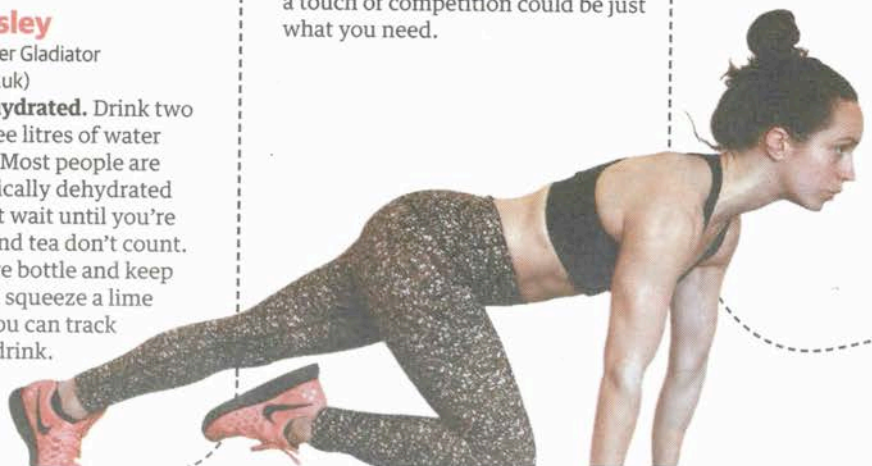 sley
er Gladiator
uk)
ydrated. Drink two
ee litres of water
Most people are
ically dehydrated
t wait until you're
nd tea don't count.
e bottle and keep
squeeze a lime
ou can track
drink.
a touch of competition could be just
what you need.